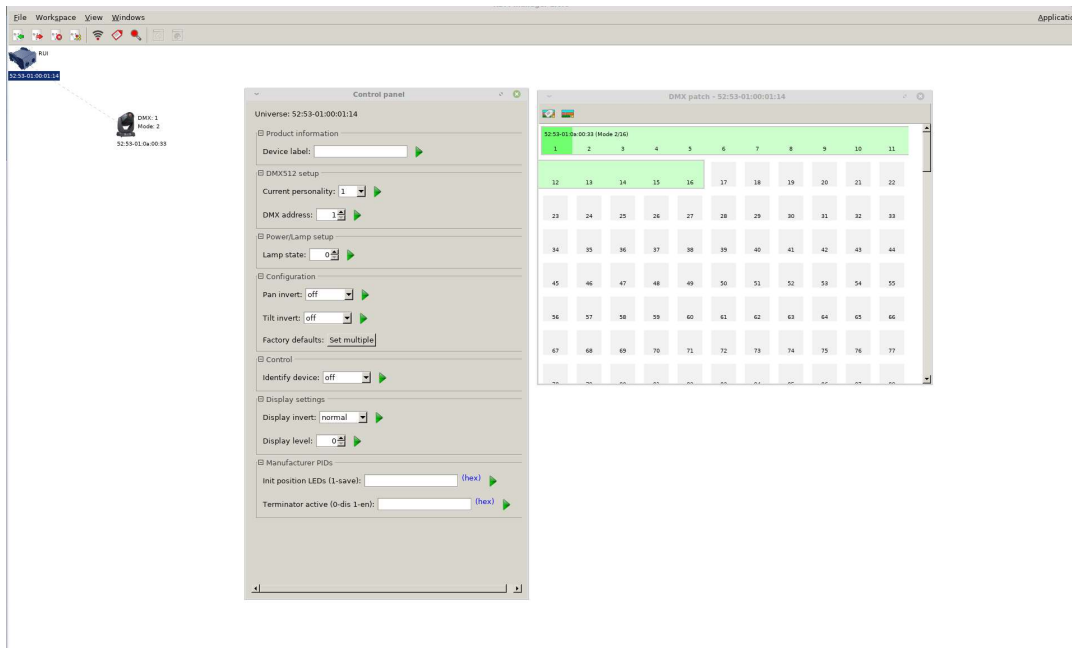 File Workspace View Windows
Applicatio
RUI
52:53-01:00:01:14
DMX: 1
Mode: 2
52:53-01:0a:00:33
Control panel
Universe: 52:53-01:00:01:14
Product information
Device label:
DMX512 setup
Current personality: 1
DMX address: 1
Power/Lamp setup
Lamp state: 0
Configuration
Pan invert: off
Tilt invert: off
Factory defaults: Set multiple
Control
Identify device: off
Display settings
Display invert: normal
Display level: 0
Manufacturer PIDs
Init position LEDs (1-save): (hex)
Terminator active (0-dis 1-en): (hex)
DMX patch - 52:53-01:00:01:14
52:53-01:0a:00:33 (Mode 2/16)
1 2 3 4 5 6 7 8 9 10 11
12 13 14 15 16 17 18 19 20 21 22
23 24 25 26 27 28 29 30 31 32 33
34 35 36 37 38 39 40 41 42 43 44
45 46 47 48 49 50 51 52 53 54 55
56 57 58 59 60 61 62 63 64 65 66
67 68 69 70 71 72 73 74 75 76 77